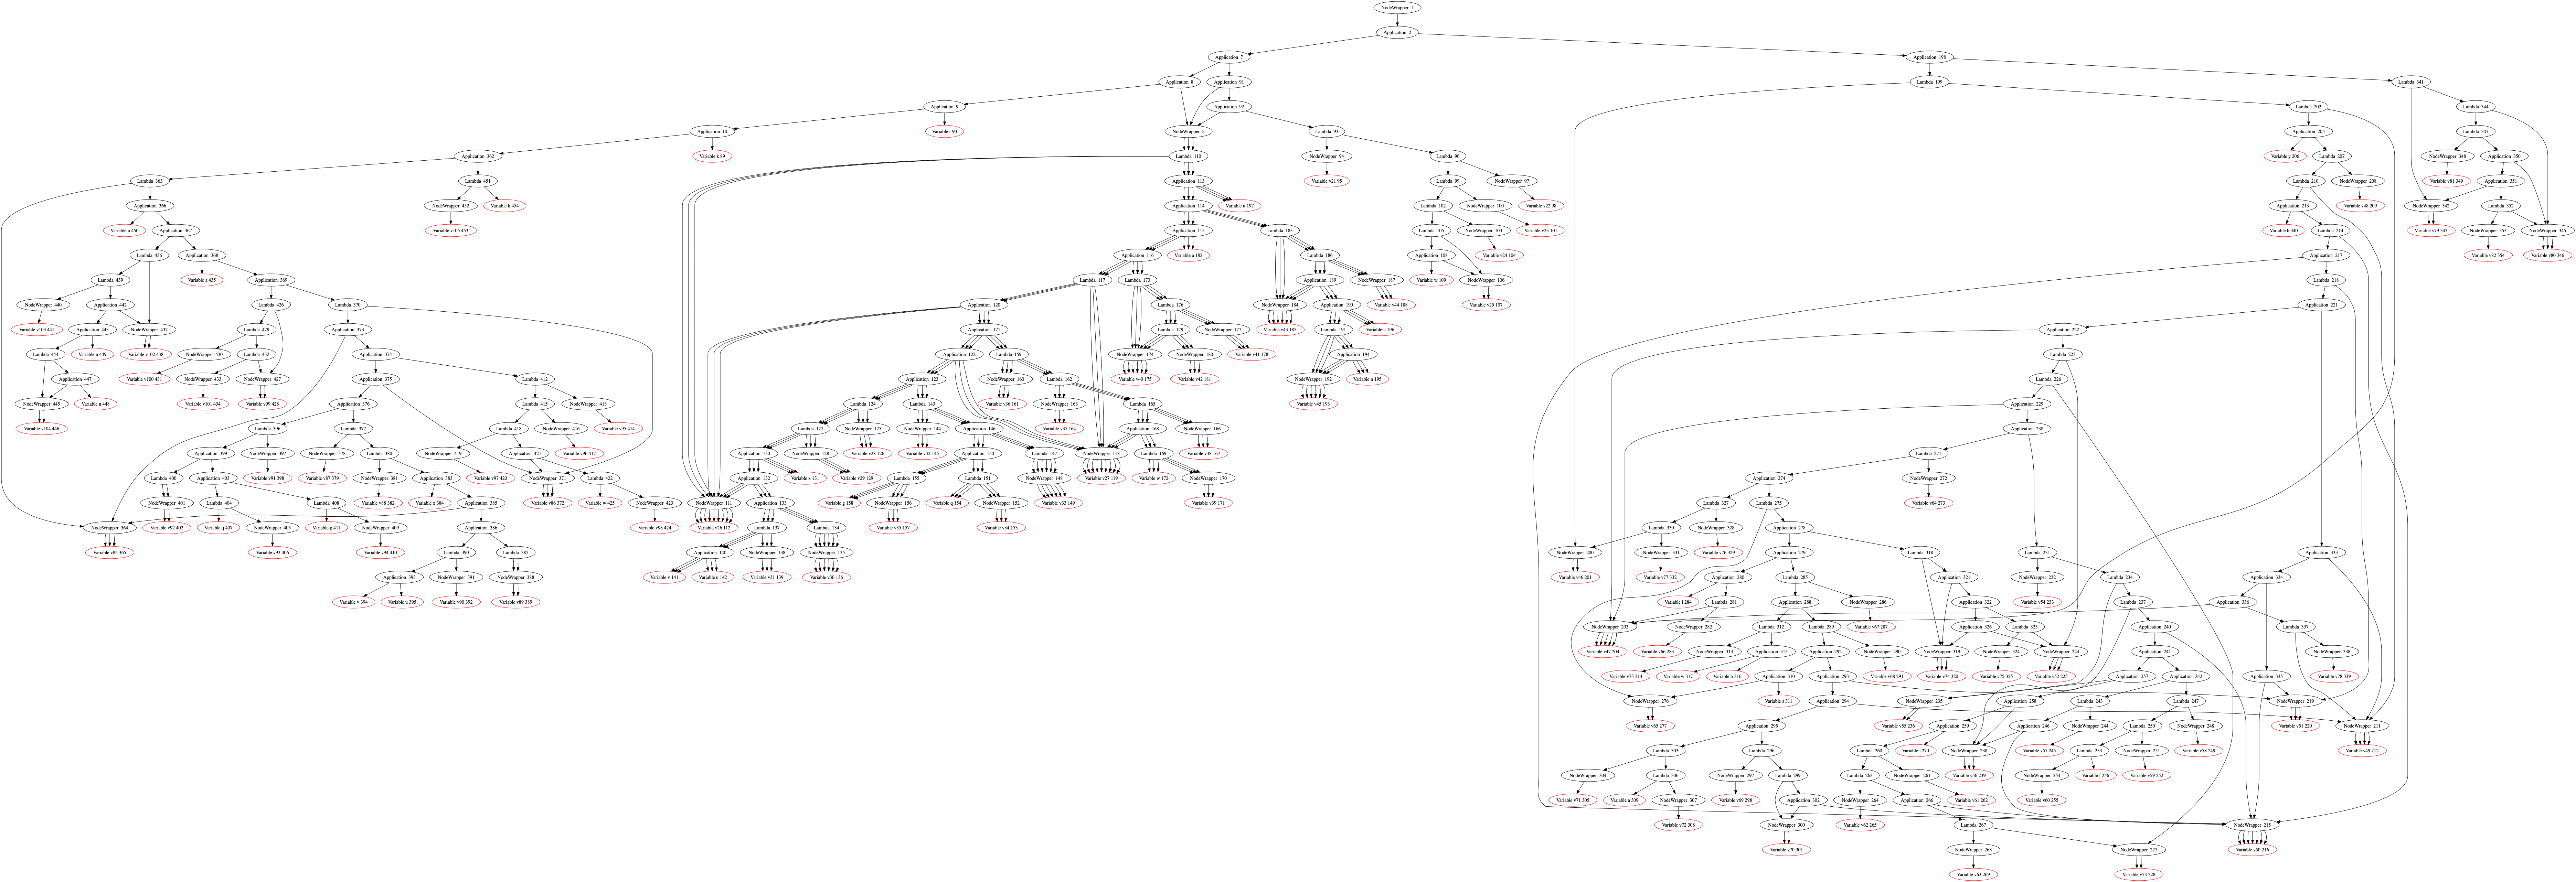 NodeWrapper 1
Application 2
Application 7
Application 198
Application 8
Application 91
Lambda 199
Lambda 341
Application 9
Application 92
Lambda 202
Lambda 344
Application 10
Variable r 90
NodeWrapper 5
Lambda 93
Application 205
Lambda 347
Application 362
Variable k 89
Lambda 110
NodeWrapper 94
Lambda 96
Variable y 206
Lambda 207
NodeWrapper 348
Application 350
Lambda 363
Lambda 451
Application 113
Variable v21 95
Lambda 99
NodeWrapper 97
Lambda 210
NodeWrapper 208
Variable v81 349
Application 351
Application 366
NodeWrapper 452
Variable k 454
Application 114
Variable n 197
Lambda 102
NodeWrapper 100
Variable v22 98
Application 213
Variable v48 209
NodeWrapper 342
Lambda 352
Variable u 450
Application 367
Variable v105 453
Application 115
Lambda 183
Lambda 105
NodeWrapper 103
Variable v23 101
Variable h 340
Lambda 214
Variable v79 343
NodeWrapper 353
NodeWrapper 345
Lambda 436
Application 368
Application 116
Variable u 182
Lambda 186
Application 108
Variable v24 104
Application 217
Variable v82 354
Variable v80 346
Lambda 439
Variable a 435
Application 369
Lambda 117
Lambda 173
Application 189
NodeWrapper 187
Variable w 109
NodeWrapper 106
Lambda 218
NodeWrapper 440
Application 442
Lambda 426
Lambda 370
Application 120
Lambda 176
NodeWrapper 184
Application 190
Variable v44 188
Variable v25 107
Application 221
Variable v103 441
Application 443
NodeWrapper 437
Lambda 429
Application 373
Application 121
Lambda 179
NodeWrapper 177
Variable v43 185
Lambda 191
Variable n 196
Application 222
Lambda 444
Variable n 449
Variable v102 438
NodeWrapper 430
Lambda 432
Application 374
Application 122
Lambda 159
NodeWrapper 174
NodeWrapper 180
Variable v41 178
Application 194
Lambda 223
Application 447
Variable v100 431
NodeWrapper 433
NodeWrapper 427
Application 375
Lambda 412
Application 123
NodeWrapper 160
Lambda 162
Variable v40 175
Variable v42 181
NodeWrapper 192
Variable n 195
Lambda 226
NodeWrapper 445
Variable n 448
Variable v101 434
Variable v99 428
Application 376
Lambda 415
NodeWrapper 413
Lambda 124
Lambda 143
Variable v36 161
NodeWrapper 163
Lambda 165
Variable v45 193
Application 229
Variable v104 446
Lambda 396
Lambda 377
Lambda 418
NodeWrapper 416
Variable v95 414
Lambda 127
NodeWrapper 125
NodeWrapper 144
Lambda 146
Variable v37 164
Application 168
NodeWrapper 166
Application 230
Application 399
NodeWrapper 397
NodeWrapper 378
Lambda 380
NodeWrapper 419
Application 421
Variable v96 417
Application 130
NodeWrapper 128
Variable v28 126
Variable v32 145
Application 150
Lambda 147
NodeWrapper 118
Lambda 169
Variable v38 167
Lambda 271
Lambda 400
Application 403
Variable v91 398
Variable v87 379
NodeWrapper 381
Application 383
Variable v97 420
NodeWrapper 371
Lambda 422
Application 132
Variable x 131
Variable v29 129
Lambda 155
Lambda 151
NodeWrapper 148
Variable v27 119
Variable w 172
NodeWrapper 170
Application 274
NodeWrapper 272
NodeWrapper 401
Lambda 404
Lambda 408
Variable v88 382
Variable x 384
Application 385
Variable v86 372
Variable w 425
NodeWrapper 423
NodeWrapper 111
Application 133
Variable g 158
NodeWrapper 156
Variable q 154
NodeWrapper 152
Variable v33 149
Variable v39 171
Lambda 327
Lambda 275
Variable v64 273
NodeWrapper 364
Variable v92 402
Variable q 407
NodeWrapper 405
Variable g 411
NodeWrapper 409
Application 386
Variable v98 424
Variable v26 112
Lambda 137
Lambda 134
Variable v35 157
Variable v34 153
Lambda 330
NodeWrapper 328
Application 278
Variable v85 365
Variable v93 406
Variable v94 410
Lambda 390
Lambda 387
Application 140
NodeWrapper 138
NodeWrapper 135
NodeWrapper 200
NodeWrapper 331
Variable v76 329
Application 279
Lambda 318
Lambda 231
Application 333
Application 393
NodeWrapper 391
NodeWrapper 388
Variable v 141
Variable u 142
Variable v31 139
Variable v30 136
Variable v46 201
Variable v77 332
Application 280
Lambda 285
Application 321
NodeWrapper 232
Lambda 234
Application 334
Variable v 394
Variable u 395
Variable v90 392
Variable v89 389
Variable i 284
Lambda 281
Application 288
NodeWrapper 286
Application 322
Variable v54 233
Lambda 237
Application 336
NodeWrapper 203
NodeWrapper 282
Lambda 312
Lambda 289
Variable v67 287
Application 326
Lambda 323
Application 240
Lambda 337
Variable v47 204
Variable v66 283
NodeWrapper 313
Application 315
Application 292
NodeWrapper 290
NodeWrapper 319
NodeWrapper 324
NodeWrapper 224
Application 241
NodeWrapper 338
Variable v73 314
Variable w 317
Variable h 316
Application 310
Application 293
Variable v68 291
Variable v74 320
Variable v75 325
Variable v52 225
Application 257
Application 242
Application 335
Variable v78 339
NodeWrapper 276
Variable s 311
Application 294
NodeWrapper 235
Application 258
Lambda 243
Lambda 247
NodeWrapper 219
Variable v65 277
Application 295
Variable v55 236
Application 259
Application 246
NodeWrapper 244
Lambda 250
NodeWrapper 248
Variable v51 220
NodeWrapper 211
Lambda 303
Lambda 296
Lambda 260
Variable i 270
NodeWrapper 238
Variable v57 245
Lambda 253
NodeWrapper 251
Variable v58 249
Variable v49 212
NodeWrapper 304
Lambda 306
NodeWrapper 297
Lambda 299
Lambda 263
NodeWrapper 261
Variable v56 239
NodeWrapper 254
Variable f 256
Variable v59 252
Variable v71 305
Variable a 309
NodeWrapper 307
Variable v69 298
Application 302
NodeWrapper 264
Application 266
Variable v61 262
Variable v60 255
Variable v72 308
NodeWrapper 300
Variable v62 265
Lambda 267
NodeWrapper 215
Variable v70 301
NodeWrapper 268
NodeWrapper 227
Variable v50 216
Variable v63 269
Variable v53 228